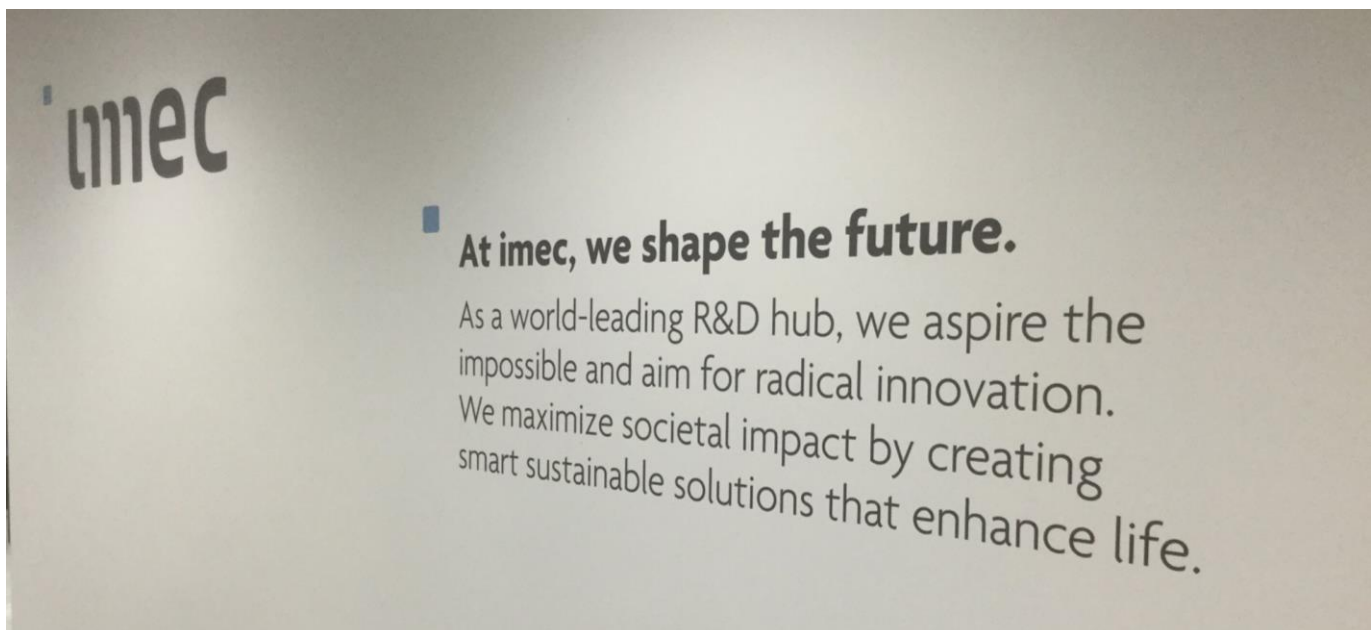 imec
At imec, we shape the future.
As a world-leading R&D hub, we aspire the
impossible and aim for radical innovation.
We maximize societal impact by creating
smart sustainable solutions that enhance life.